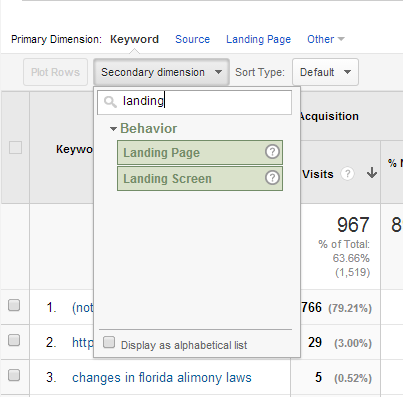 Primary Dimension: Keyword Source Landing Page Other
Plot Rows Secondary dimension Sort Type: Default
landing
Acquisition
Behavior
Landing Page ?
Landing Screen ?
Keywo
Visits ? % N
967 8
% of Total:
63.66%
(1,519)
1. (not 766 (79.21%)
2. http 29 (3.00%)
3. changes in florida alimony laws 5 (0.52%)
Display as alphabetical list